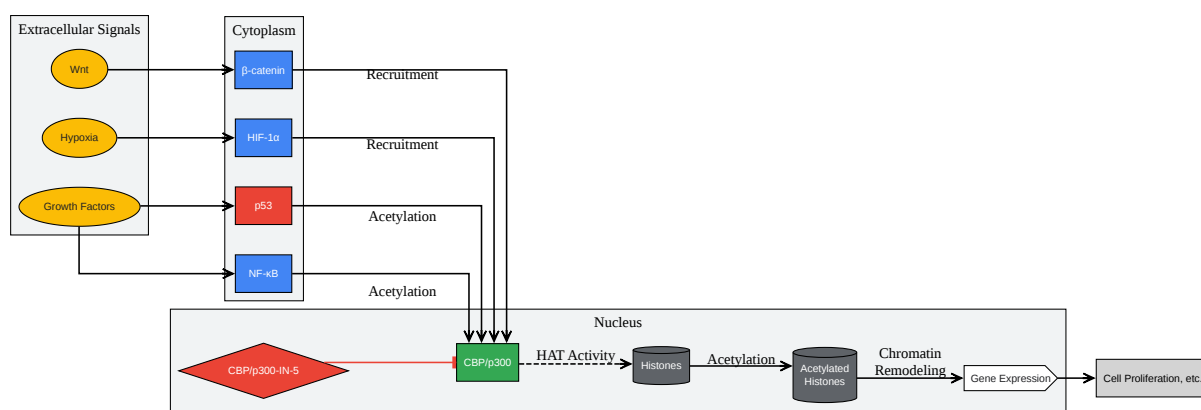 Extracellular Signals
Cytoplasm
Wnt
β-catenin
Recruitment
Hypoxia
HIF-1α
Recruitment
Growth Factors
p53
Acetylation
NF-κB
Acetylation
Nucleus
CBP/p300-IN-5
CBP/p300
HAT Activity
Histones
Acetylation
Acetylated
Histones
Chromatin
Remodeling
Gene Expression
Cell Proliferation, etc.